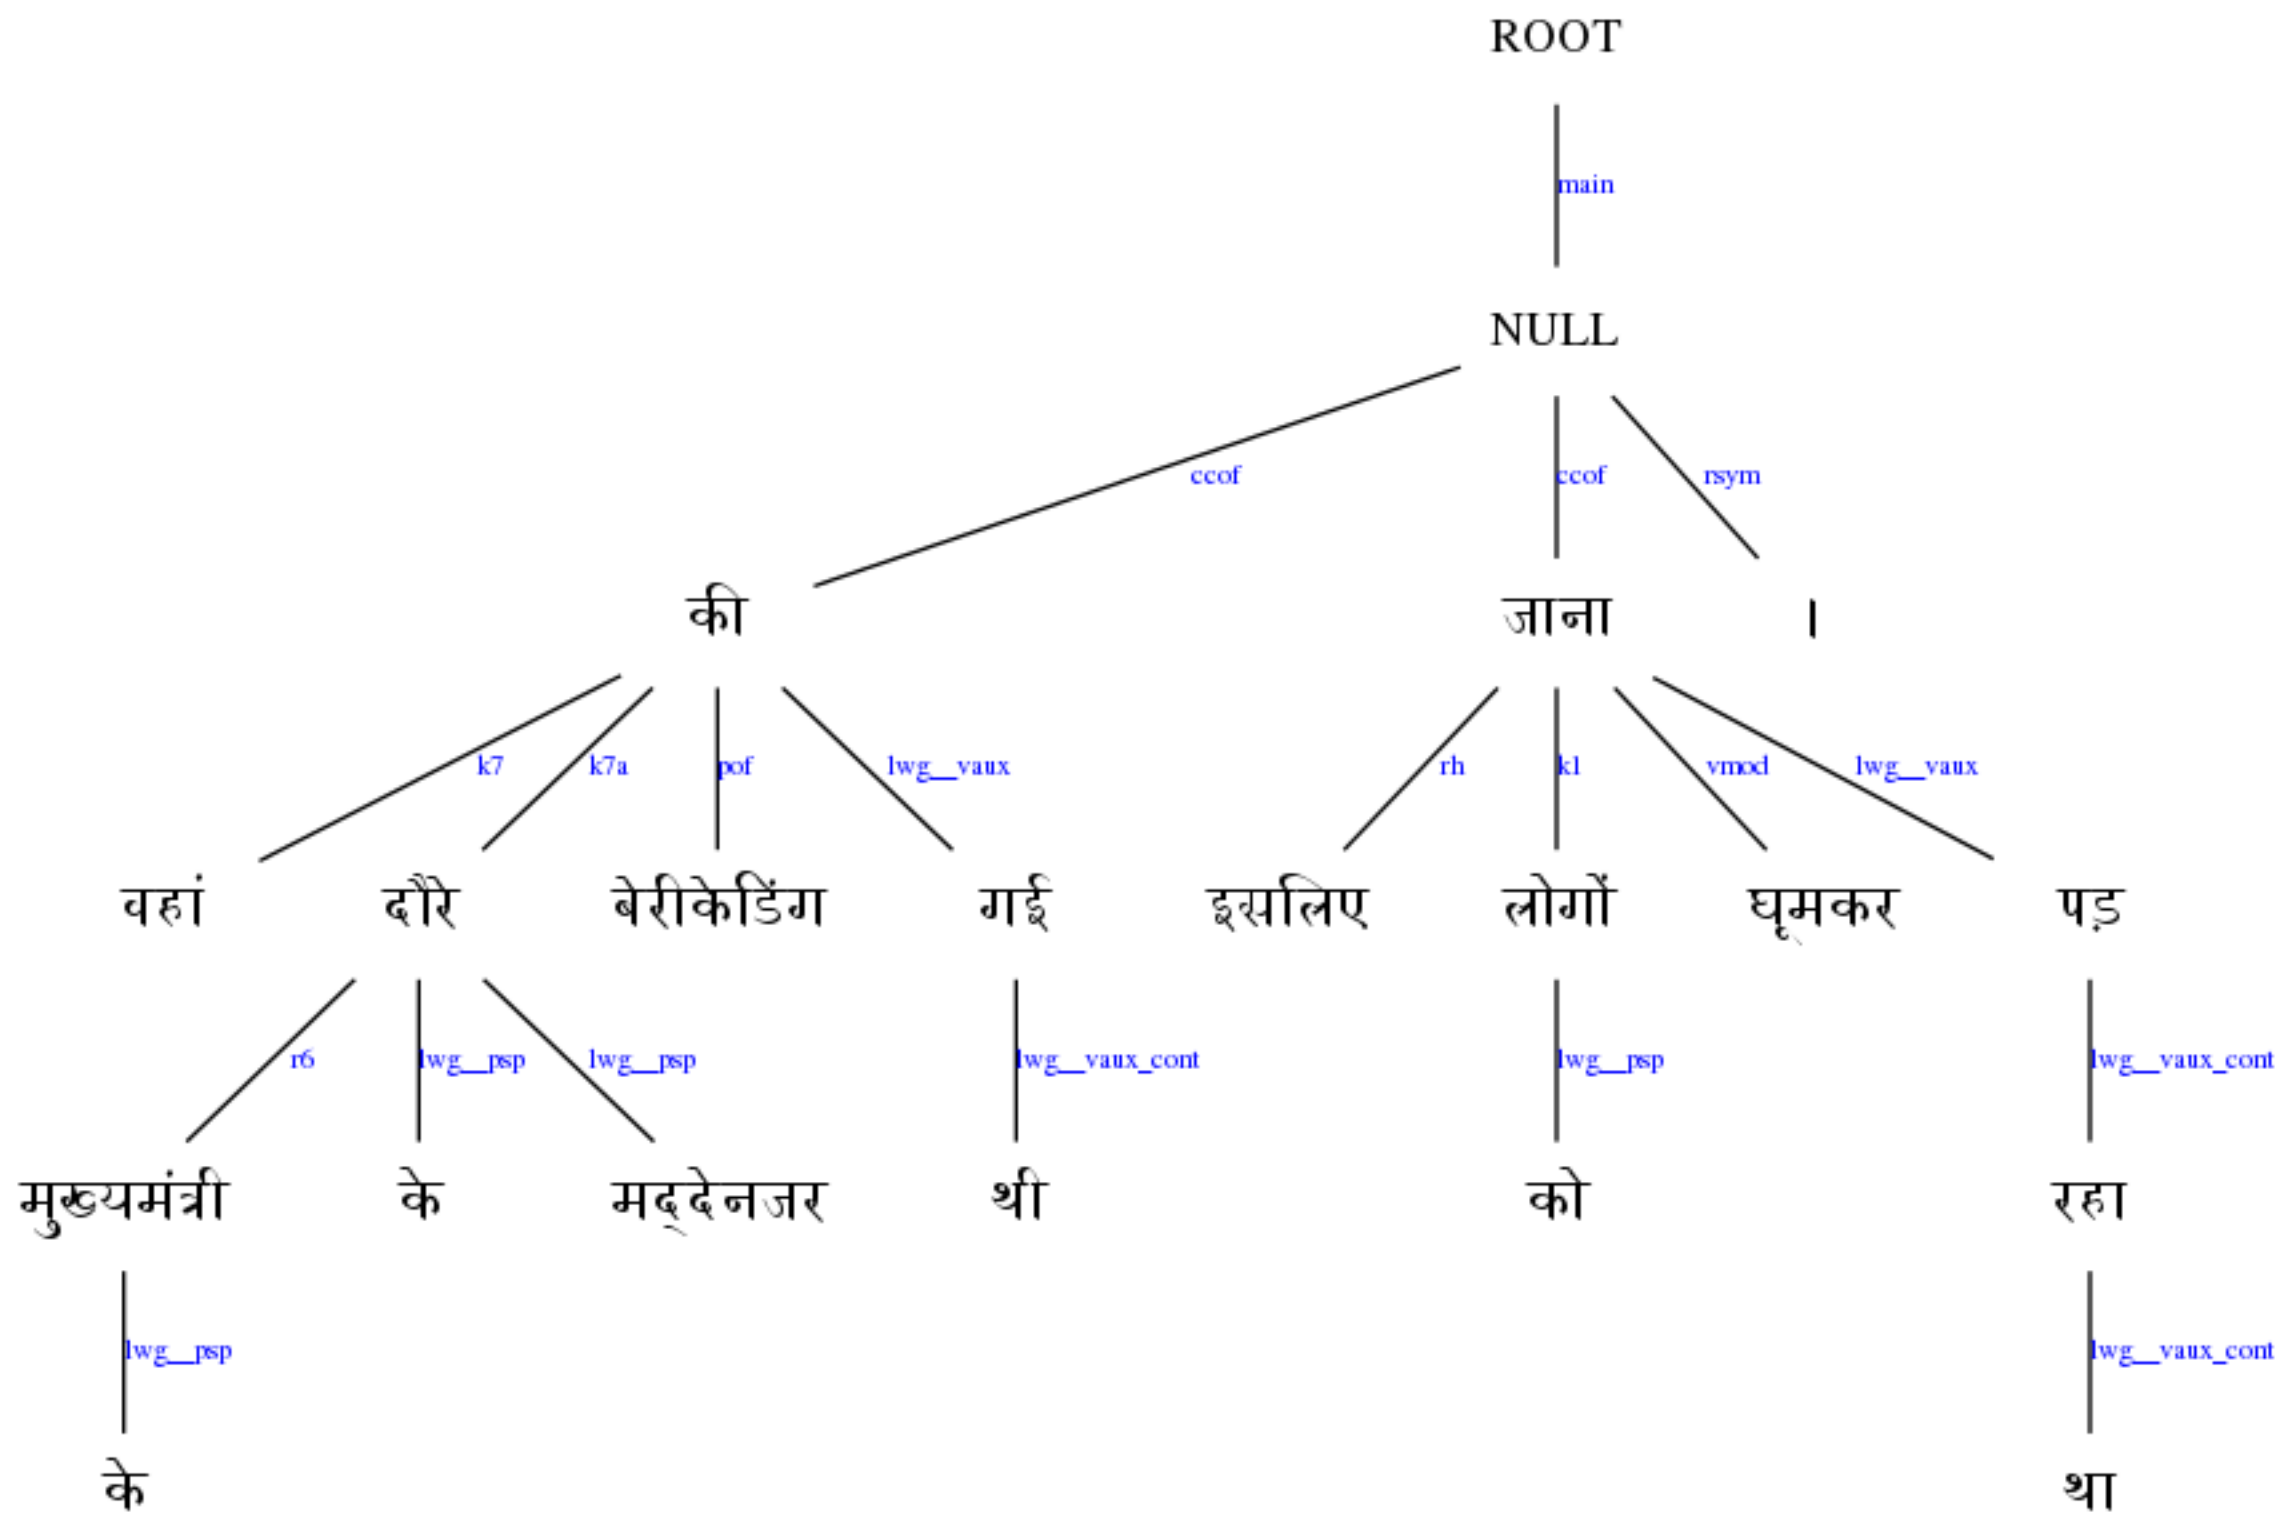 ROOT
main
NULL
ccof ccof rsym
की जाना ।
k7 k7a pof lwg__vaux rh k1 vmod lwg__vaux
वहां दौरे बेरीकेडिंग गई इसलिए लोगों घूमकर पड़
r6 lwg__psp lwg__psp lwg__vaux_cont lwg__psp lwg__vaux_cont
मुख्यमंत्री के मद्देनजर थी को रहा
lwg__psp lwg__vaux_cont
के था